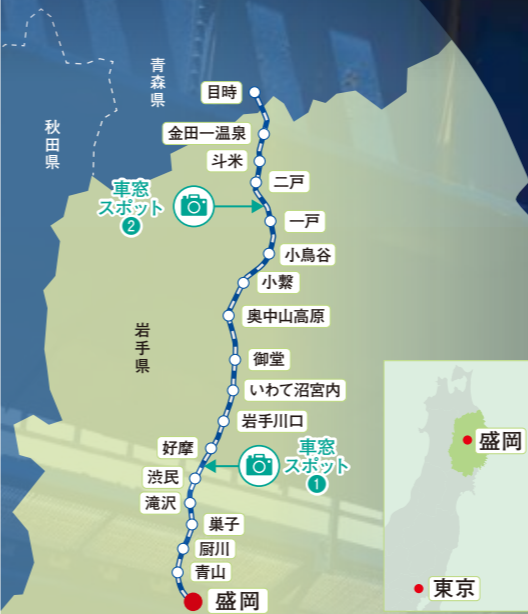 目時
青森県
金田一温泉
秋田県
斗米
二戸
車窓
スポット
2
一戸
小鳥谷
小繋
奥中山高原
岩手県
御堂
いわて沼宮内
岩手川口
好摩
車窓
スポット
1
渋民
滝沢
巣子
厨川
青山
盛岡
盛岡
東京